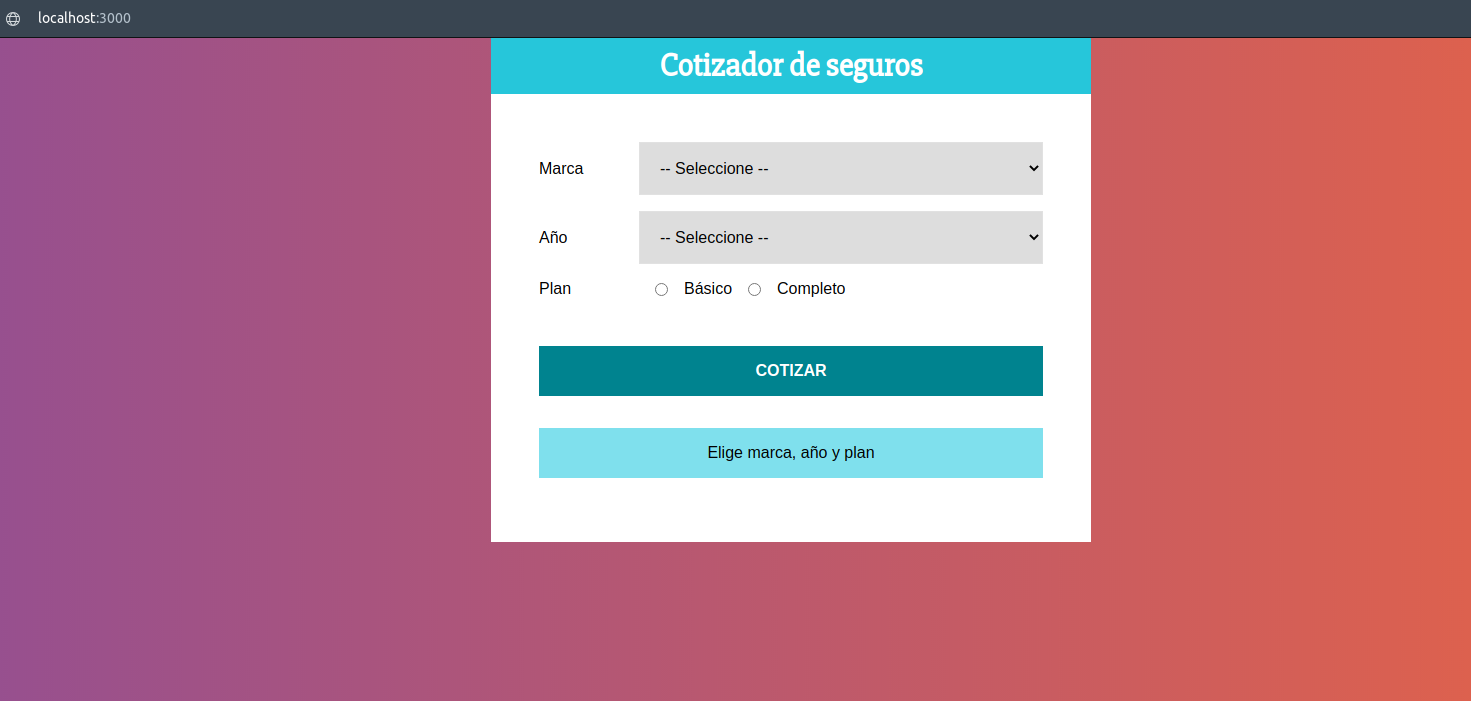 localhost:3000
Cotizador de seguros
Marca -- Seleccione --
Año -- Seleccione --
Plan Básico Completo
COTIZAR
Elige marca, año y plan